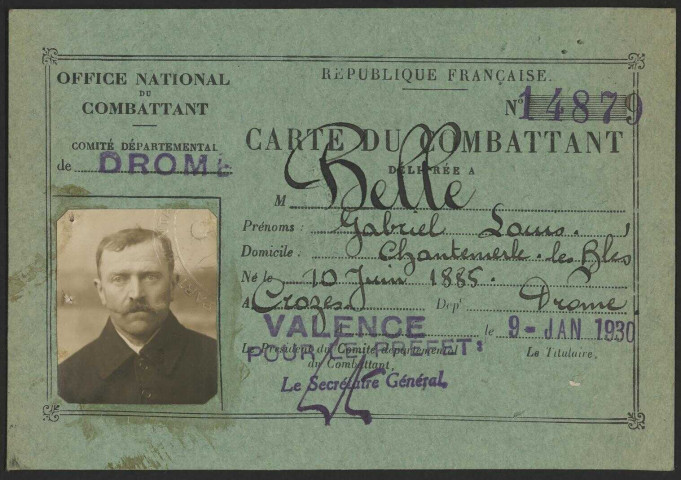 OFFICE NATIONAL
DU
COMBATTANT
COMITÉ DÉPARTEMENTAL
de DROME
RÉPUBLIQUE FRANÇAISE.
N° 14879
CARTE DU COMBATTANT
DÉLIVRÉE A
M Belle
Prénoms : Gabriel Louis.
Domicile : Chantemerle-les-Blés
Né le 10 Juin 1885.
A Crozes Dep' Drome
VALENCE le 9 - JAN 1930
POUR LE PREFET :
Le Président du Comité départemental
du Combattant,
Le Titulaire,
Le Secrétaire Général,